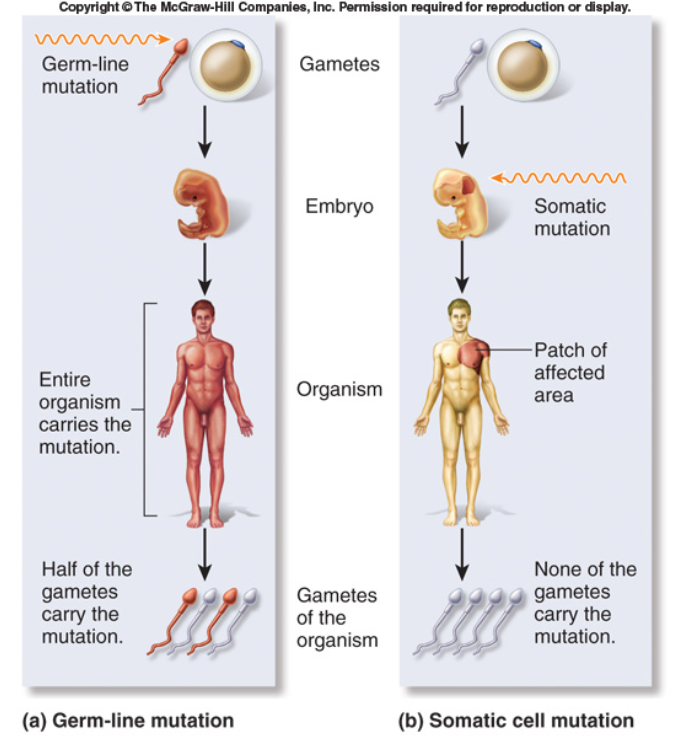 Copyright © The McGraw-Hill Companies, Inc. Permission required for reproduction or display.
Germ-line
mutation
Gametes
Embryo
Somatic
mutation
Entire
organism
carries the
mutation.
Organism
Patch of
affected
area
Half of the
gametes
carry the
mutation.
Gametes
of the
organism
None of the
gametes
carry the
mutation.
(a) Germ-line mutation
(b) Somatic cell mutation